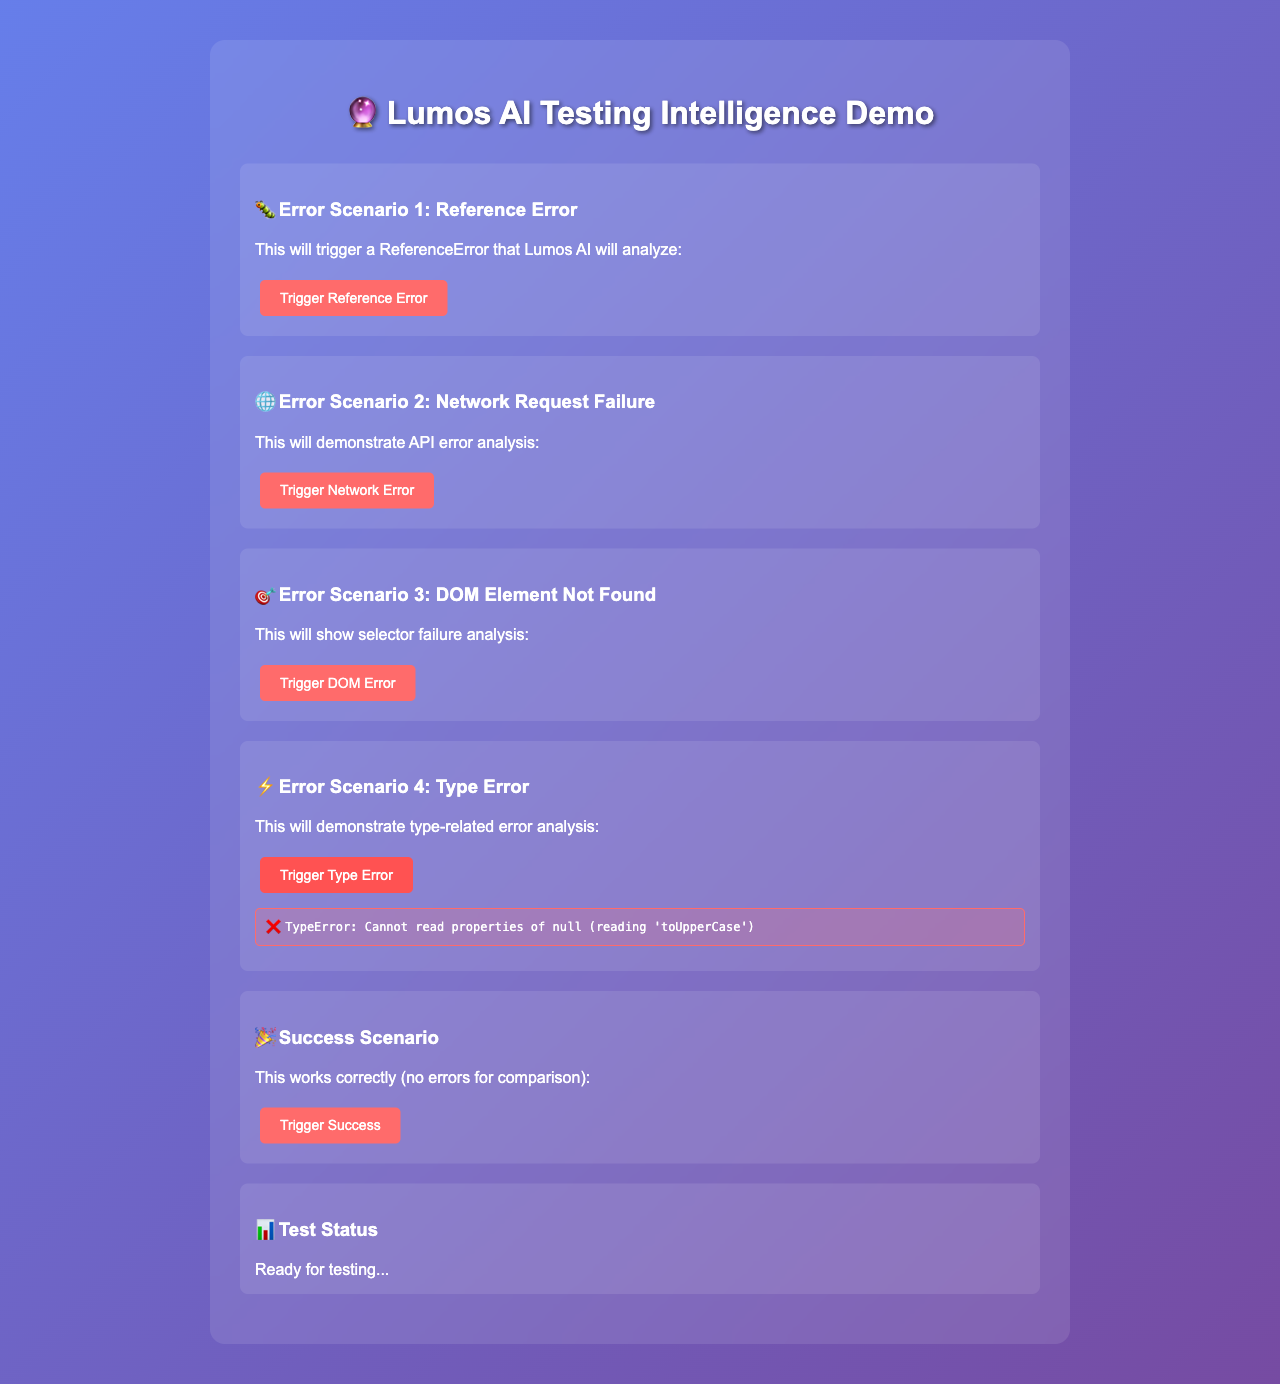 🔮 Lumos AI Testing Intelligence Demo
🐛 Error Scenario 1: Reference Error
This will trigger a ReferenceError that Lumos AI will analyze:
Trigger Reference Error
🌐 Error Scenario 2: Network Request Failure
This will demonstrate API error analysis:
Trigger Network Error
🎯 Error Scenario 3: DOM Element Not Found
This will show selector failure analysis:
Trigger DOM Error
⚡ Error Scenario 4: Type Error
This will demonstrate type-related error analysis:
Trigger Type Error
❌ TypeError: Cannot read properties of null (reading 'toUpperCase')
🎉 Success Scenario
This works correctly (no errors for comparison):
Trigger Success
📊 Test Status
Ready for testing...